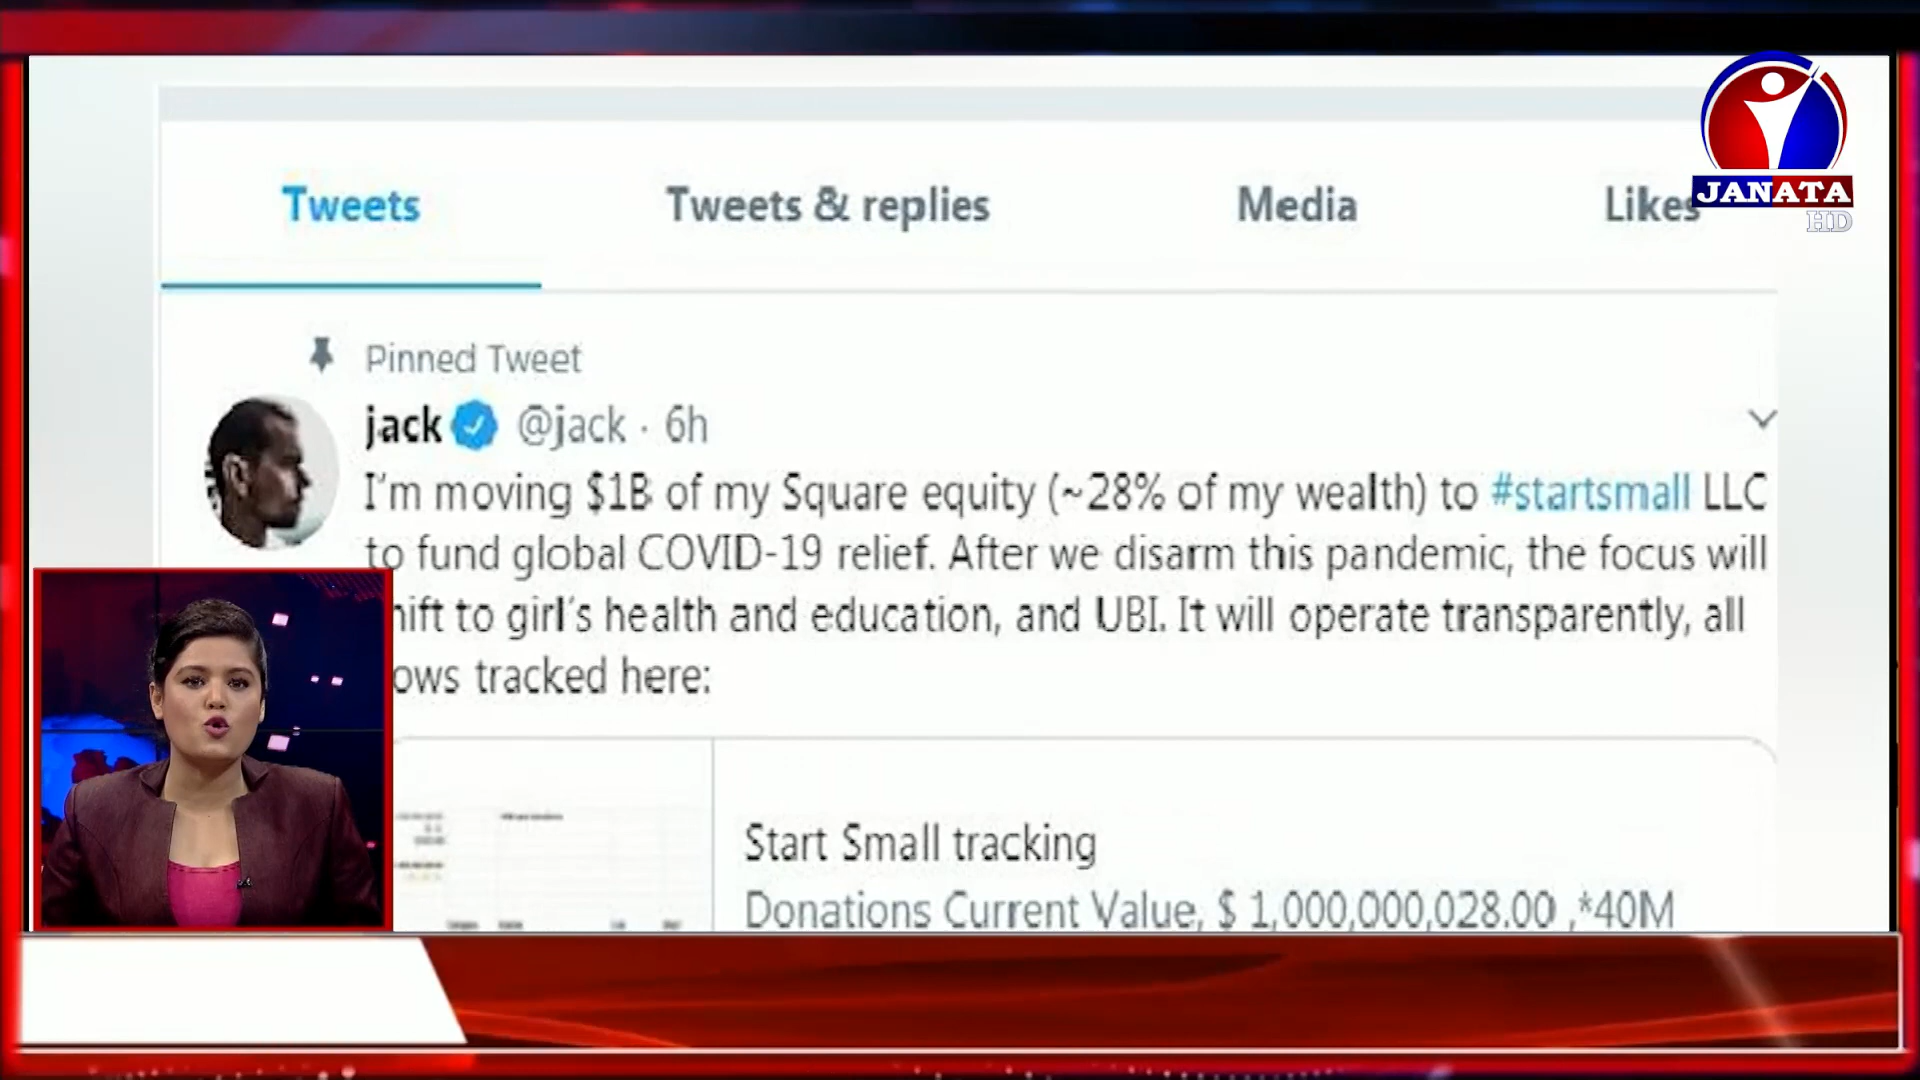 JANATA
HD
Tweets Tweets & replies Media Likes
Pinned Tweet
jack @jack · 6h
I'm moving $1B of my Square equity (~28% of my wealth) to #startsmall LLC
to fund global COVID-19 relief. After we disarm this pandemic, the focus will
hift to girl's health and education, and UBI. It will operate transparently, all
ows tracked here:
Start Small tracking
Donations Current Value, $ 1,000,000,028.00 ,*40M